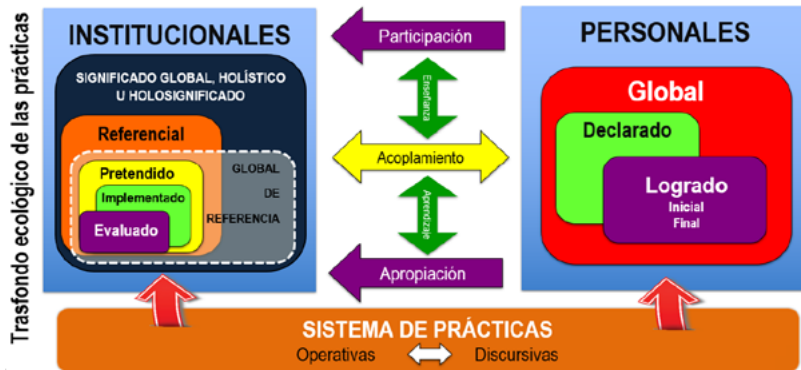 Trasfondo ecológico de las prácticas
INSTITUCIONALES
SIGNIFICADO GLOBAL, HOLÍSTICO
U HOLOSIGNIFICADO
Referencial
Pretendido
Implementado
Evaluado
GLOBAL
DE
REFERENCIA
Participación
Enseñanza
Acoplamiento
Aprendizaje
Apropiación
PERSONALES
Global
Declarado
Logrado
Inicial
Final
SISTEMA DE PRÁCTICAS
Operativas
Discursivas